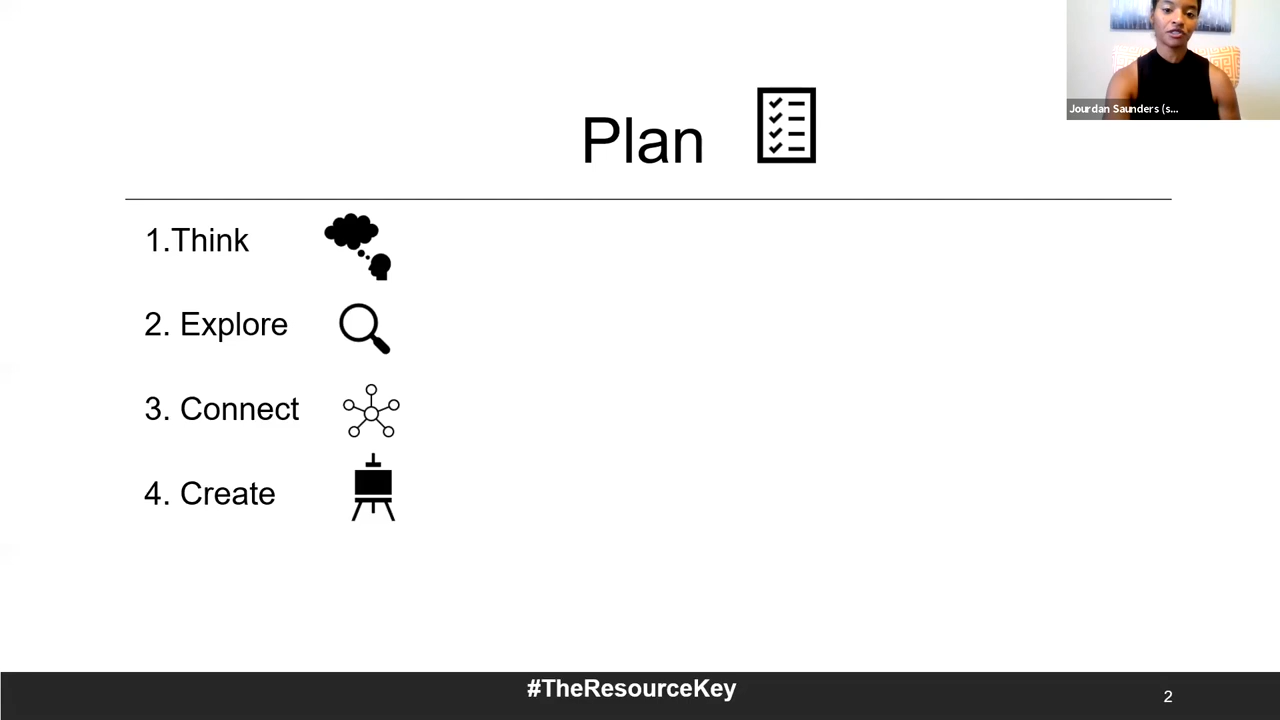 Jourdan Saunders (s...
Plan
1.Think
2. Explore
3. Connect
4. Create
#TheResourceKey
2